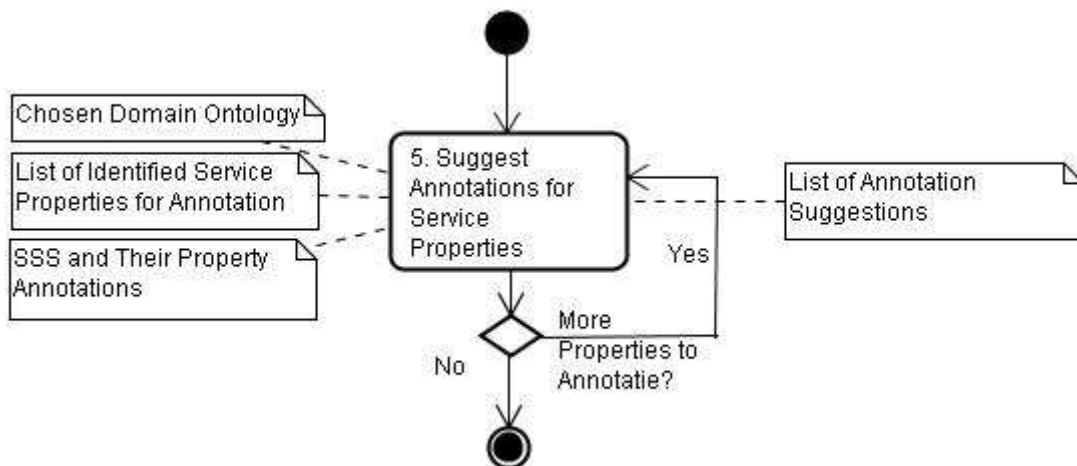 Chosen Domain Ontology
List of Identified Service
Properties for Annotation
SSS and Their Property
Annotations
5. Suggest
Annotations for
Service
Properties
List of Annotation
Suggestions
Yes
More
Properties to
Annotatie?
No